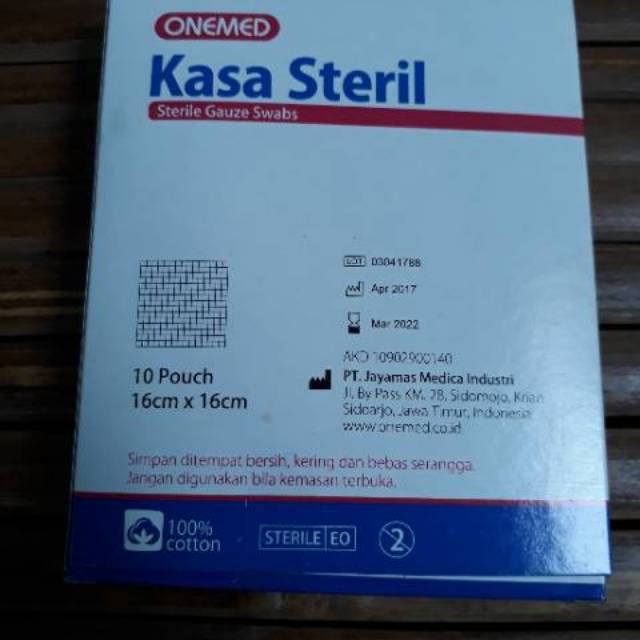 ONEMED
Kasa Steril
Sterile Gauze Swabs
LOT 03041788
Apr 2017
Mar 2022
AKD 10902900140
10 Pouch
16cm x 16cm
PT. Jayamas Medica Industri
Jl. By Pass KM. 28, Sidomojo, Krian
Sidoarjo, Jawa Timur, Indonesia
www.onemed.co.id
Simpan ditempat bersih, kering dan bebas serangga.
Jangan digunakan bila kemasan terbuka.
100%
cotton
STERILE EO
2